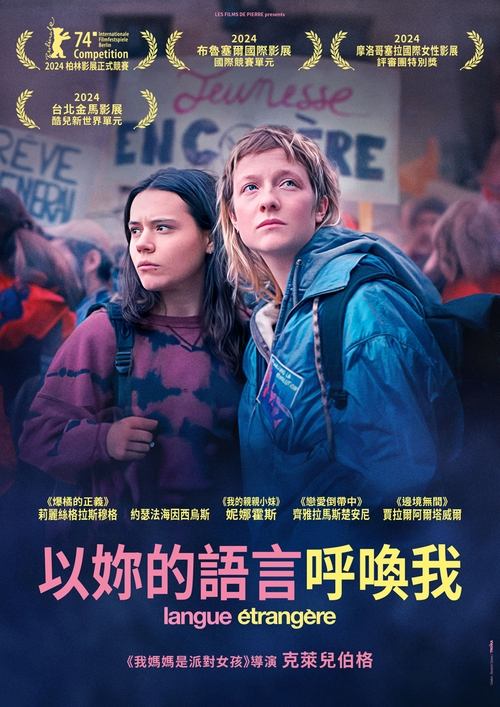 LES FILMS DE PIERRE presents
74 Internationale Filmfestspiele Berlin
Competition
2024 柏林影展正式競賽
2024
布魯塞爾國際影展
國際競賽單元
2024
摩洛哥塞拉國際女性影展
評審團特別獎
2024
台北金馬影展
酷兒新世界單元
Jeunesse
EN COLÈRE
REVE
GENERAL
《爆橘的正義》
莉麗絲格拉斯穆格
約瑟法海因西烏斯
《我的親親小妹》
妮娜霍斯
《戀愛倒帶中》
齊雅拉馬斯楚安尼
《邊境無間》
賈拉爾阿爾塔威爾
以妳的語言呼喚我
langue étrangère
《我媽媽是派對女孩》導演 克萊兒伯格